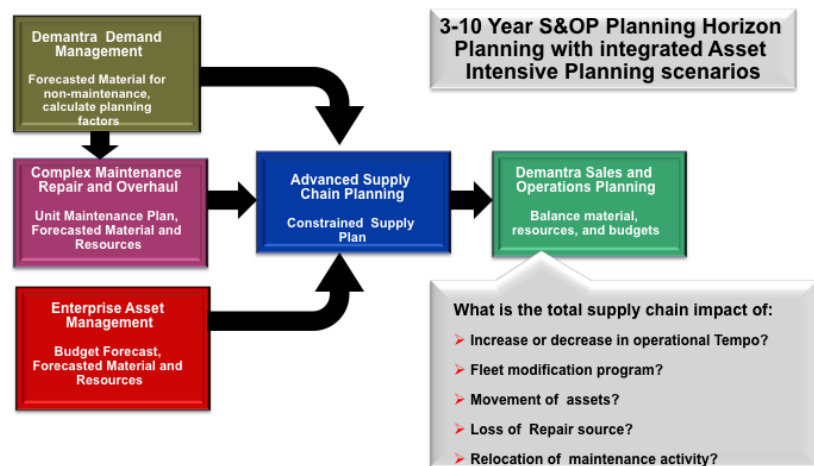 Demantra Demand
Management
Forecasted Material for
non-maintenance,
calculate planning
factors
3-10 Year S&OP Planning Horizon
Planning with integrated Asset
Intensive Planning scenarios
Complex Maintenance
Repair and Overhaul
Unit Maintenance Plan,
Forecasted Material and
Resources
Advanced Supply
Chain Planning
Constrained Supply
Plan
Demantra Sales and
Operations Planning
Balance material,
resources, and budgets
Enterprise Asset
Management
Budget Forecast,
Forecasted Material and
Resources
What is the total supply chain impact of:
Increase or decrease in operational Tempo?
Fleet modification program?
Movement of assets?
Loss of Repair source?
Relocation of maintenance activity?